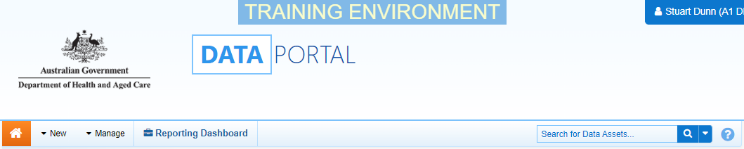 TRAINING ENVIRONMENT
Stuart Dunn (A1
DATA PORTAL
Australian Government
Department of Health and Aged Care
New
Manage
Reporting Dashboard
Search for Data Assets...
?